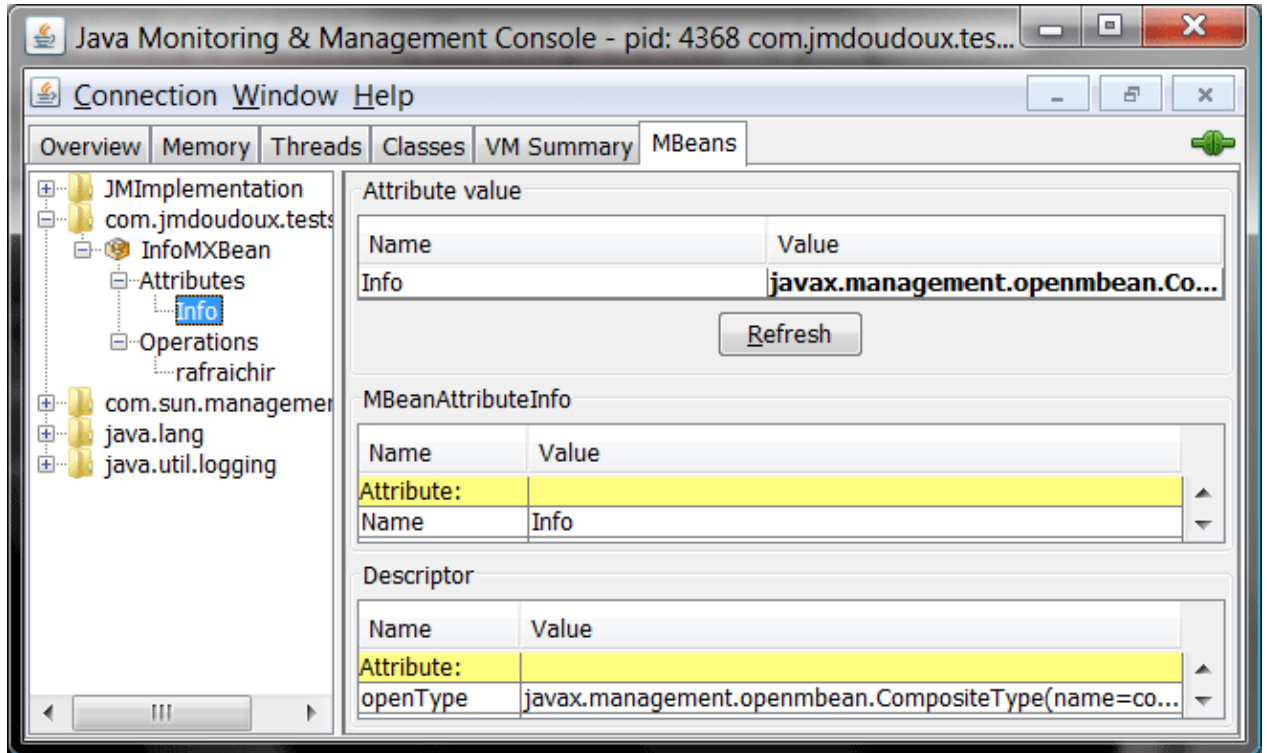 Java Monitoring & Management Console - pid: 4368 com.jmdoudoux.tes...
Connection Window Help
Overview Memory Threads Classes VM Summary MBeans
JMImplementation
com.jmdoudoux.tests
InfoMXBean
Attributes
Info
Operations
rafraichir
com.sun.managemer
java.lang
java.util.logging
Attribute value
Name Value
Info javax.management.openmbean.Co...
Refresh
MBeanAttributeInfo
Name Value
Attribute:
Name Info
Descriptor
Name Value
Attribute:
openType javax.management.openmbean.CompositeType(name=co...